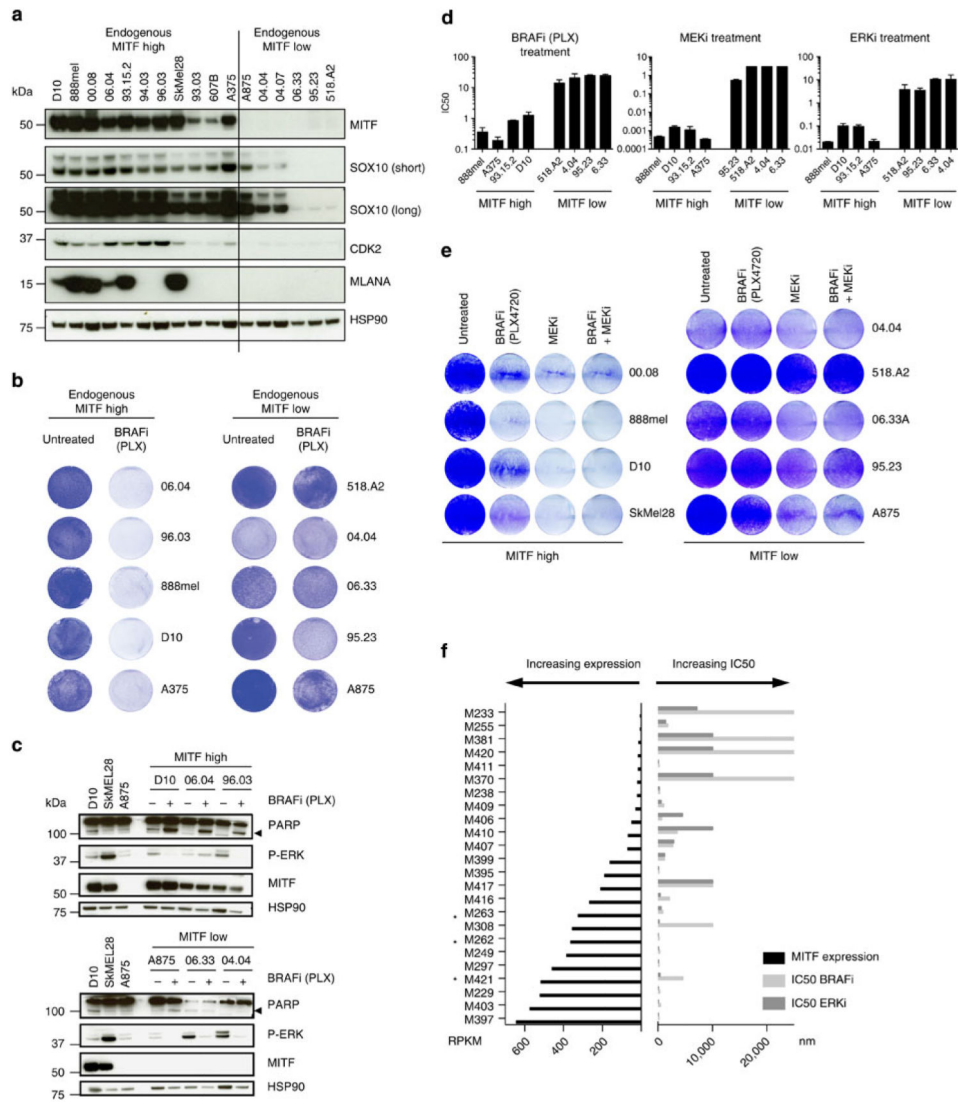 a
Endogenous
MITF high
Endogenous
MITF low
kDa
D10
888mel
00.08
06.04
93.15.2
94.03
96.03
SkMel28
93.03
607B
A375
A875
04.04
04.07
06.33
95.23
518.A2
50
MITF
50
SOX10 (short)
50
SOX10 (long)
37
CDK2
15
MLANA
75
HSP90
b
Endogenous
MITF high
Endogenous
MITF low
Untreated
BRAFi
(PLX)
Untreated
BRAFi
(PLX)
06.04
518.A2
96.03
04.04
888mel
06.33
D10
95.23
A375
A875
c
MITF high
kDa
D10
SkMEL28
A875
D10 06.04 96.03
– + – + – + BRAFi (PLX)
100
PARP
37
P-ERK
50
MITF
75
HSP90
MITF low
D10
SkMEL28
A875
A875 06.33 04.04
– + – + – + BRAFi (PLX)
100
PARP
37
P-ERK
50
MITF
75
HSP90
d
BRAFi (PLX)
treatment
IC50
100
10
1
0.1
888mel
A375
93.15.2
D10
518.A2
4.04
95.23
6.33
MITF high
MITF low
MEKi treatment
10
1
0.1
0.01
0.001
0.0001
888mel
D10
93.15.2
A375
95.23
518.A2
4.04
6.33
MITF high
MITF low
ERKi treatment
100
10
1
0.1
0.01
888mel
D10
93.15.2
A375
518.A2
95.23
6.33
4.04
MITF high
MITF low
e
Untreated
BRAFi
(PLX4720)
MEKi
BRAFi
+ MEKi
00.08
888mel
D10
SkMel28
MITF high
Untreated
BRAFi
(PLX4720)
MEKi
BRAFi
+ MEKi
04.04
518.A2
06.33A
95.23
A875
MITF low
f
Increasing expression
Increasing IC50
M233
M255
M381
M420
M411
M370
M238
M409
M406
M410
M407
M399
M395
M417
M416
* M263
M308
* M262
M249
M297
* M421
M229
M403
M397
MITF expression
IC50 BRAFi
IC50 ERKi
RPKM
600
400
200
0
10,000
20,000
nm